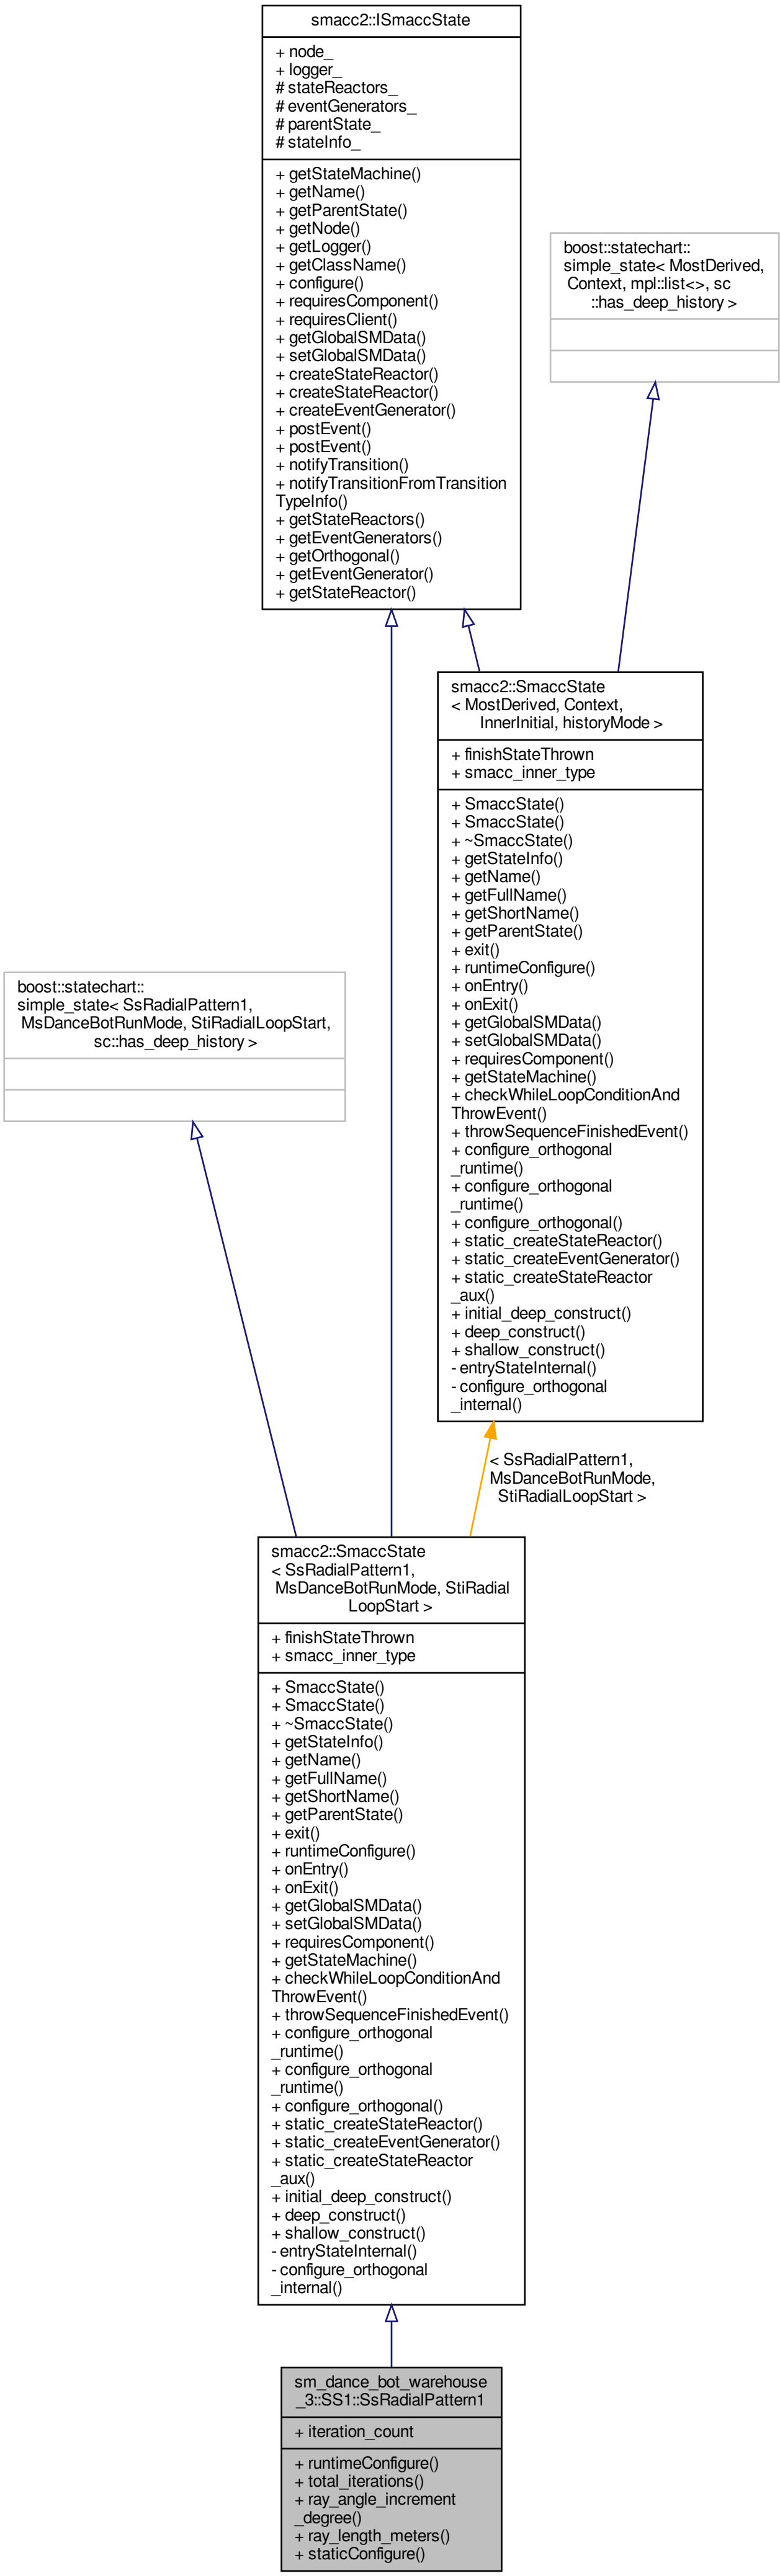 smacc2::ISmaccState
+ node_
+ logger_
# stateReactors_
# eventGenerators_
# parentState_
# stateInfo_
+ getStateMachine()
+ getName()
+ getParentState()
+ getNode()
+ getLogger()
+ getClassName()
+ configure()
+ requiresComponent()
+ requiresClient()
+ getGlobalSMData()
+ setGlobalSMData()
+ createStateReactor()
+ createStateReactor()
+ createEventGenerator()
+ postEvent()
+ postEvent()
+ notifyTransition()
+ notifyTransitionFromTransition
TypeInfo()
+ getStateReactors()
+ getEventGenerators()
+ getOrthogonal()
+ getEventGenerator()
+ getStateReactor()
boost::statechart::
simple_state< MostDerived,
Context, mpl::list<>, sc
::has_deep_history >
smacc2::SmaccState
< MostDerived, Context,
InnerInitial, historyMode >
+ finishStateThrown
+ smacc_inner_type
+ SmaccState()
+ SmaccState()
+ ~SmaccState()
+ getStateInfo()
+ getName()
+ getFullName()
+ getShortName()
+ getParentState()
+ exit()
+ runtimeConfigure()
+ onEntry()
+ onExit()
+ getGlobalSMData()
+ setGlobalSMData()
+ requiresComponent()
+ getStateMachine()
+ checkWhileLoopConditionAnd
ThrowEvent()
+ throwSequenceFinishedEvent()
+ configure_orthogonal
_runtime()
+ configure_orthogonal
_runtime()
+ configure_orthogonal()
+ static_createStateReactor()
+ static_createEventGenerator()
+ static_createStateReactor
_aux()
+ initial_deep_construct()
+ deep_construct()
+ shallow_construct()
- entryStateInternal()
- configure_orthogonal
_internal()
boost::statechart::
simple_state< SsRadialPattern1,
MsDanceBotRunMode, StiRadialLoopStart,
sc::has_deep_history >
< SsRadialPattern1,
MsDanceBotRunMode,
StiRadialLoopStart >
smacc2::SmaccState
< SsRadialPattern1,
MsDanceBotRunMode, StiRadial
LoopStart >
+ finishStateThrown
+ smacc_inner_type
+ SmaccState()
+ SmaccState()
+ ~SmaccState()
+ getStateInfo()
+ getName()
+ getFullName()
+ getShortName()
+ getParentState()
+ exit()
+ runtimeConfigure()
+ onEntry()
+ onExit()
+ getGlobalSMData()
+ setGlobalSMData()
+ requiresComponent()
+ getStateMachine()
+ checkWhileLoopConditionAnd
ThrowEvent()
+ throwSequenceFinishedEvent()
+ configure_orthogonal
_runtime()
+ configure_orthogonal
_runtime()
+ configure_orthogonal()
+ static_createStateReactor()
+ static_createEventGenerator()
+ static_createStateReactor
_aux()
+ initial_deep_construct()
+ deep_construct()
+ shallow_construct()
- entryStateInternal()
- configure_orthogonal
_internal()
sm_dance_bot_warehouse
_3::SS1::SsRadialPattern1
+ iteration_count
+ runtimeConfigure()
+ total_iterations()
+ ray_angle_increment
_degree()
+ ray_length_meters()
+ staticConfigure()